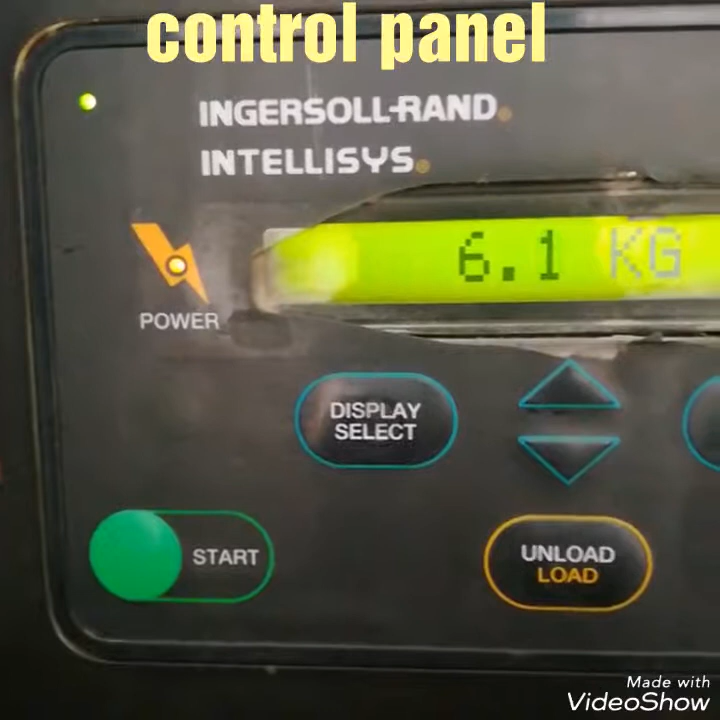 control panel
INGERSOLL-RAND
INTELLISYS
6.1 KG
POWER
DISPLAY
SELECT
START
UNLOAD
LOAD
Made with
VideoShow